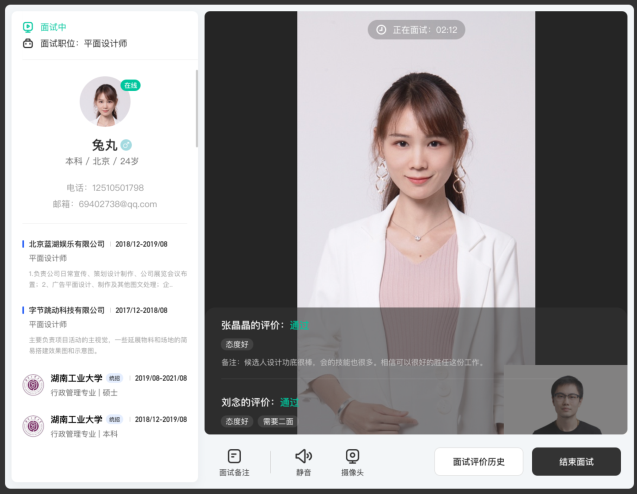 面试中
面试职位：平面设计师
在线
兔丸
本科 / 北京 / 24岁
电话：12510501798
邮箱：69402738@qq.com
北京蓝湖娱乐有限公司 2018/12-2019/08
平面设计师
1.负责公司日常宣传，策划设计制作，公司展览会议布
置；2、广告平面设计，制作及其他图文处理；企..
字节跳动科技有限公司 2017/12-2018/08
平面设计师
主要负责项目活动的主视觉，一些延展物料和场地的简
易搭建效果图和示意图。
湖南工业大学 统招 2019/08-2021/08
行政管理专业 | 硕士
湖南工业大学 统招 2018/12-2019/08
行政管理专业 | 本科
正在面试：02:12
张晶晶的评价：通过
态度好
备注：候选人设计功底很棒，会的技能也很多，相信可以很好的胜任这份工作。
刘念的评价：通过
态度好 需要二面
面试备注
静音
摄像头
面试评价历史
结束面试